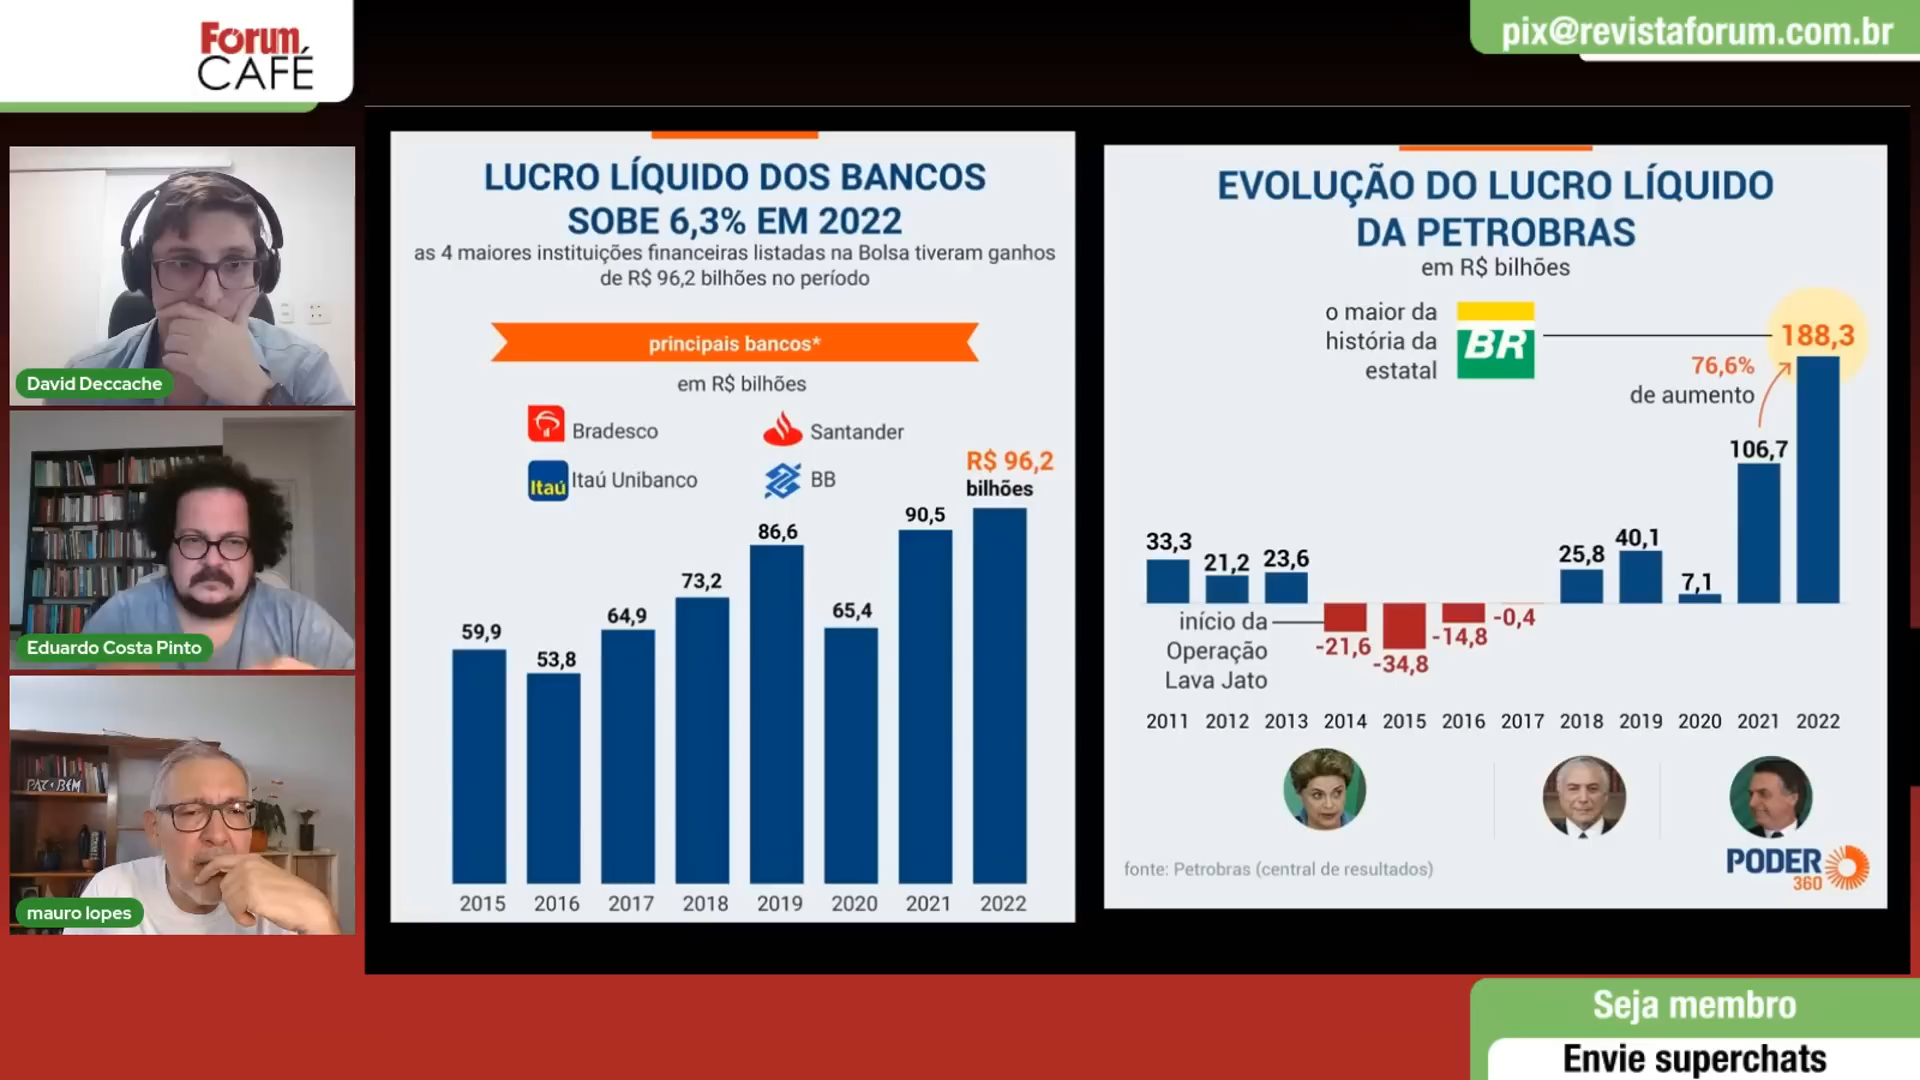 Forum
CAFÉ
pix@revistaforum.com.br
David Deccache
Eduardo Costa Pinto
PAZ E BEM
mauro lopes
LUCRO LÍQUIDO DOS BANCOS
SOBE 6,3% EM 2022
as 4 maiores instituições financeiras listadas na Bolsa tiveram ganhos
de R$ 96,2 bilhões no período
principais bancos*
em R$ bilhões
Bradesco
Santander
Itaú
Itaú Unibanco
BB
R$ 96,2
bilhões
59,9
53,8
64,9
73,2
86,6
65,4
90,5
2015 2016 2017 2018 2019 2020 2021 2022
EVOLUÇÃO DO LUCRO LÍQUIDO
DA PETROBRAS
em R$ bilhões
o maior da
história da
estatal
BR
188,3
76,6%
de aumento
33,3
21,2
23,6
-21,6
-34,8
-14,8
-0,4
25,8
40,1
7,1
106,7
início da
Operação
Lava Jato
2011 2012 2013 2014 2015 2016 2017 2018 2019 2020 2021 2022
fonte: Petrobras (central de resultados)
PODER
360
Seja membro
Envie superchats